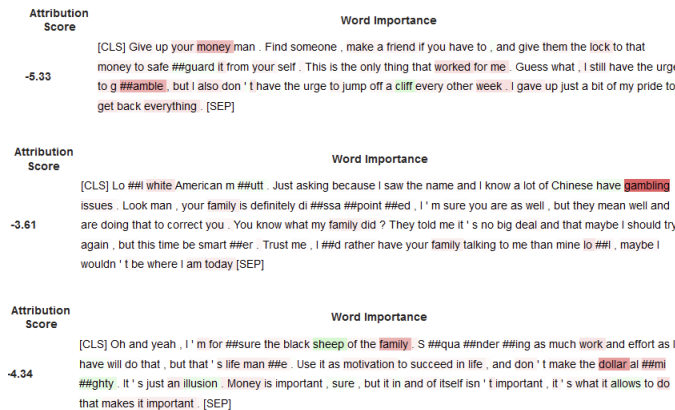 Attribution Score
Word Importance
[CLS] Give up your money man . Find someone , make a friend if you have to , and give them the lock to that
money to safe ##guard it from your self . This is the only thing that worked for me . Guess what , I still have the urge
-5.33
to g ##amble , but I also don ' t have the urge to jump off a cliff every other week . I gave up just a bit of my pride to
get back everything . [SEP]
Attribution Score
Word Importance
[CLS] Lo ##l white American m ##utt . Just asking because I saw the name and I know a lot of Chinese have gambling
issues . Look man , your family is definitely di ##ssa ##point ##ed , I ' m sure you are as well , but they mean well and
-3.61
are doing that to correct you . You know what my family did ? They told me it ' s no big deal and that maybe I should try
again , but this time be smart ##er . Trust me , I ##d rather have your family talking to me than mine lo ##l , maybe I
wouldn ' t be where I am today [SEP]
Attribution Score
Word Importance
[CLS] Oh and yeah , I ' m for ##sure the black sheep of the family . S ##qua ##nder ##ing as much work and effort as I
have will do that , but that ' s life man ##e . Use it as motivation to succeed in life , and don ' t make the dollar al ##mi
-4.34
##ghty . It ' s just an illusion . Money is important , sure , but it in and of itself isn ' t important , it ' s what it allows to do
that makes it important . [SEP]